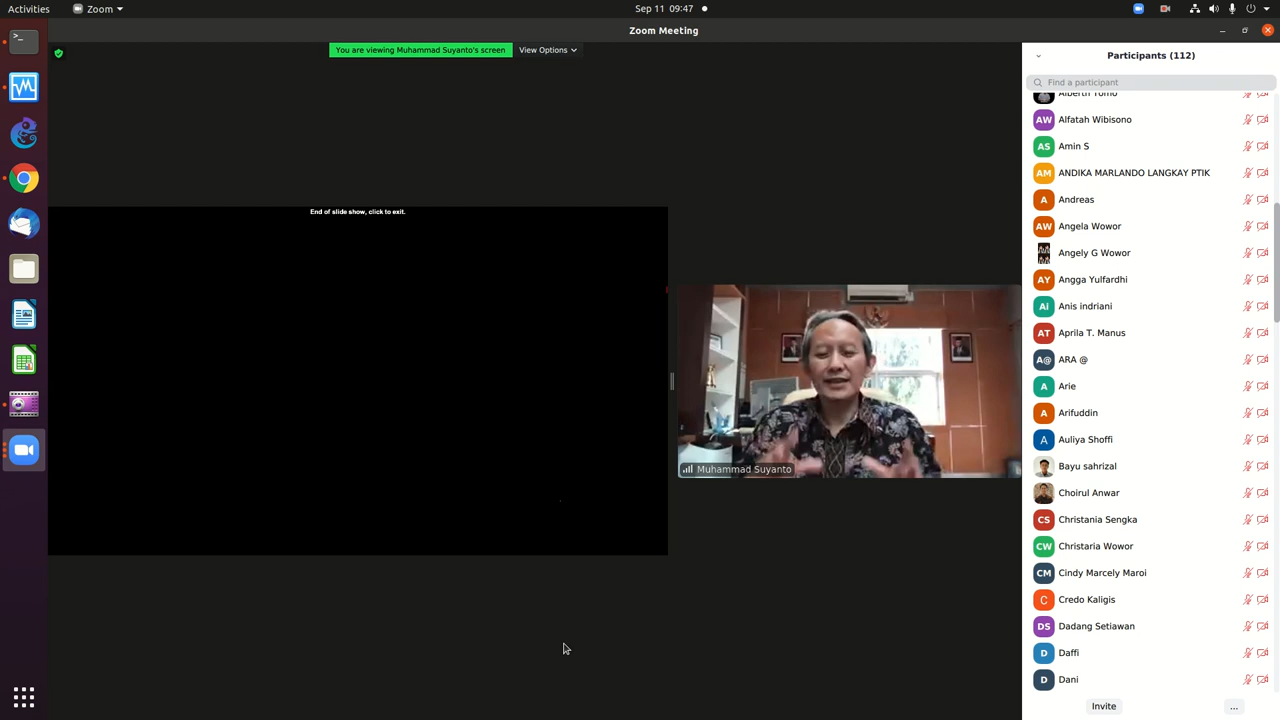 Activities
Zoom
Sep 11 09:47
Zoom Meeting
You are viewing Muhammad Suyanto's screen
View Options
Participants (112)
Find a participant
End of slide show, click to exit.
Muhammad Suyanto
Alberth Tomo
AW Alfatah Wibisono
AS Amin S
AM ANDIKA MARLANDO LANGKAY PTIK
A Andreas
AW Angela Wowor
Angely G Wowor
AY Angga Yulfardhi
Ai Anis indriani
AT Aprila T. Manus
A@ ARA @
A Arie
A Arifuddin
A Auliya Shoffi
Bayu sahrizal
Choirul Anwar
CS Christania Sengka
CW Christaria Wowor
CM Cindy Marcely Maroi
C Credo Kaligis
DS Dadang Setiawan
D Daffi
D Dani
Invite
...